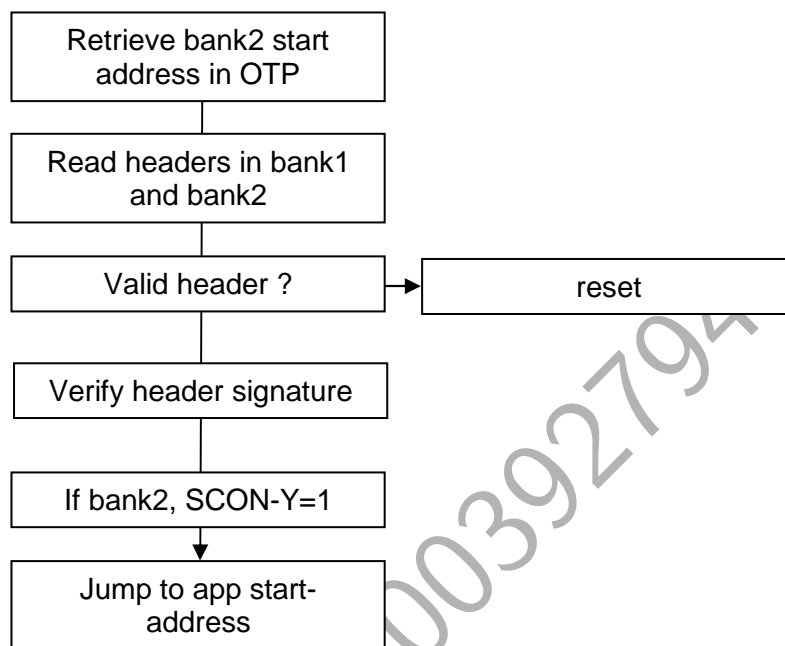 Retrieve bank2 start
address in OTP
Read headers in bank1
and bank2
Valid header ?
reset
Verify header signature
If bank2, SCON-Y=1
Jump to app start-
address
00392794